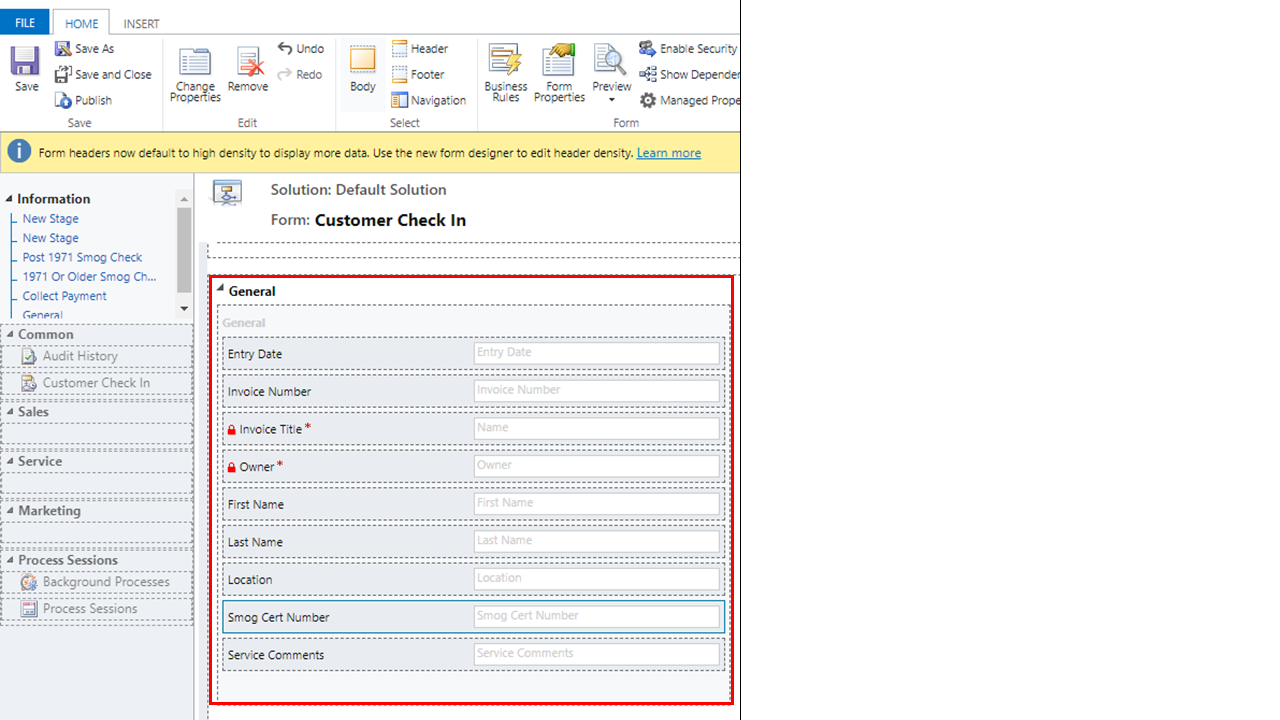 FILE
HOME
INSERT
Save
Save As
Save and Close
Publish
Save
Change Properties
Remove
Undo
Redo
Edit
Body
Header
Footer
Navigation
Select
Business Rules
Form Properties
Preview
Enable Security
Show Depender
Managed Prope
Form
Form headers now default to high density to display more data. Use the new form designer to edit header density. Learn more
Information
New Stage
New Stage
Post 1971 Smog Check
1971 Or Older Smog Ch...
Collect Payment
General
Common
Audit History
Customer Check In
Sales
Service
Marketing
Process Sessions
Background Processes
Process Sessions
Solution: Default Solution
Form: Customer Check In
General
General
Entry Date Entry Date
Invoice Number Invoice Number
Invoice Title* Name
Owner* Owner
First Name First Name
Last Name Last Name
Location Location
Smog Cert Number Smog Cert Number
Service Comments Service Comments